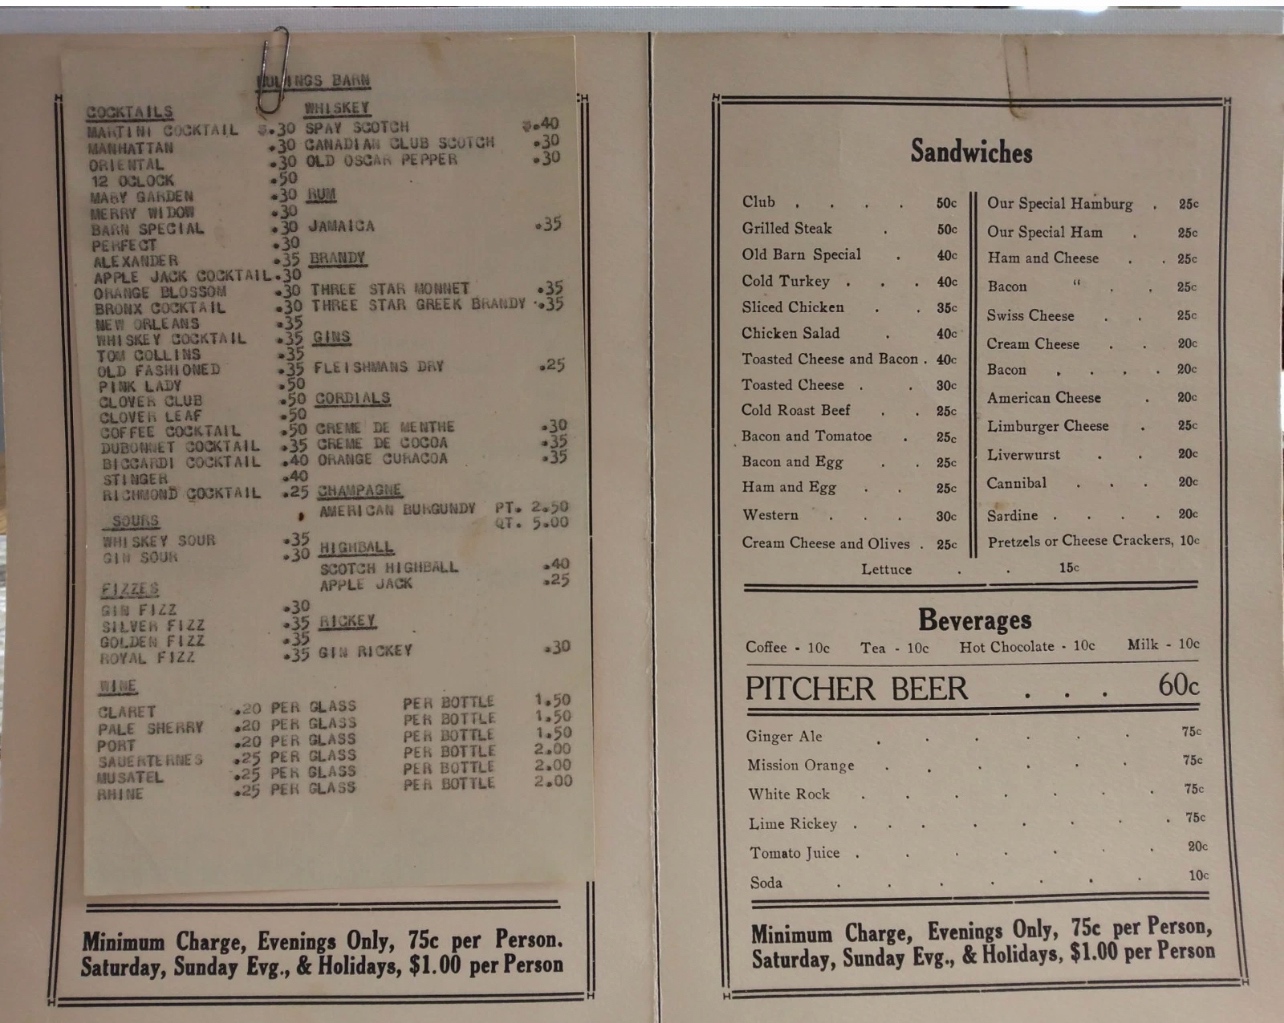 NGS BARN
COCKTAILS
MARTINI COCKTAIL $.30
MANHATTAN .30
ORIENTAL .30
12 OCLOCK .50
MARY GARDEN .30
MERRY WIDOW .30
BARN SPECIAL .30
PERFECT .30
ALEXANDER .35
APPLE JACK COCKTAIL .30
ORANGE BLOSSOM .30
BRONX COCKTAIL .30
NEW ORLEANS .35
WHISKEY COCKTAIL .35
TOM COLLINS .35
OLD FASHIONED .35
PINK LADY .50
CLOVER CLUB .50
CLOVER LEAF .50
COFFEE COCKTAIL .50
DUBONNET COCKTAIL .35
BICCARDI COCKTAIL .40
STINGER .40
RICHMOND COCKTAIL .25
SOURS
WHISKEY SOUR .35
GIN SOUR .30
FIZZES
GIN FIZZ .30
SILVER FIZZ .35
GOLDEN FIZZ .35
ROYAL FIZZ .35
WHISKEY
SPAY SCOTCH $.40
CANADIAN CLUB SCOTCH .30
OLD OSCAR PEPPER .30
RUM
JAMAICA .35
BRANDY
THREE STAR MONNET .35
THREE STAR GREEK BRANDY .35
GINS
FLEISHMANS DRY .25
CORDIALS
CREME DE MENTHE .30
CREME DE COCOA .35
ORANGE CURACOA .35
CHAMPAGNE
AMERICAN BURGUNDY PT. 2.50
QT. 5.00
HIGHBALL
SCOTCH HIGHBALL .40
APPLE JACK .25
RICKEY
GIN RICKEY .30
WINE
CLARET .20 PER GLASS PER BOTTLE 1.50
PALE SHERRY .20 PER GLASS PER BOTTLE 1.50
PORT .20 PER GLASS PER BOTTLE 1.50
SAUERTERNES .25 PER GLASS PER BOTTLE 2.00
MUSATEL .25 PER GLASS PER BOTTLE 2.00
RHINE .25 PER GLASS PER BOTTLE 2.00
Minimum Charge, Evenings Only, 75c per Person.
Saturday, Sunday Evg., & Holidays, $1.00 per Person
Sandwiches
Club . . . . 50c
Grilled Steak . 50c
Old Barn Special . 40c
Cold Turkey . . . 40c
Sliced Chicken . . 35c
Chicken Salad . 40c
Toasted Cheese and Bacon . 40c
Toasted Cheese . . 30c
Cold Roast Beef . . 25c
Bacon and Tomatoe . 25c
Bacon and Egg . . 25c
Ham and Egg . . 25c
Western . . . 30c
Cream Cheese and Olives . 25c
Our Special Hamburg . 25c
Our Special Ham . 25c
Ham and Cheese . . 25c
Bacon " . 25c
Swiss Cheese . . 25c
Cream Cheese . . 20c
Bacon . . . . 20c
American Cheese . 20c
Limburger Cheese . 25c
Liverwurst . . 20c
Cannibal . . 20c
Sardine . . . . 20c
Pretzels or Cheese Crackers, 10c
Lettuce . . 15c
Beverages
Coffee - 10c Tea - 10c Hot Chocolate - 10c Milk - 10c
PITCHER BEER . . . 60c
Ginger Ale . . . . . . 75c
Mission Orange . . . . . . 75c
White Rock . . . . . . . 75c
Lime Rickey . . . . . . . 75c
Tomato Juice . . . . . . . 20c
Soda . . . . . . . 10c
Minimum Charge, Evenings Only, 75c per Person,
Saturday, Sunday Evg., & Holidays, $1.00 per Person